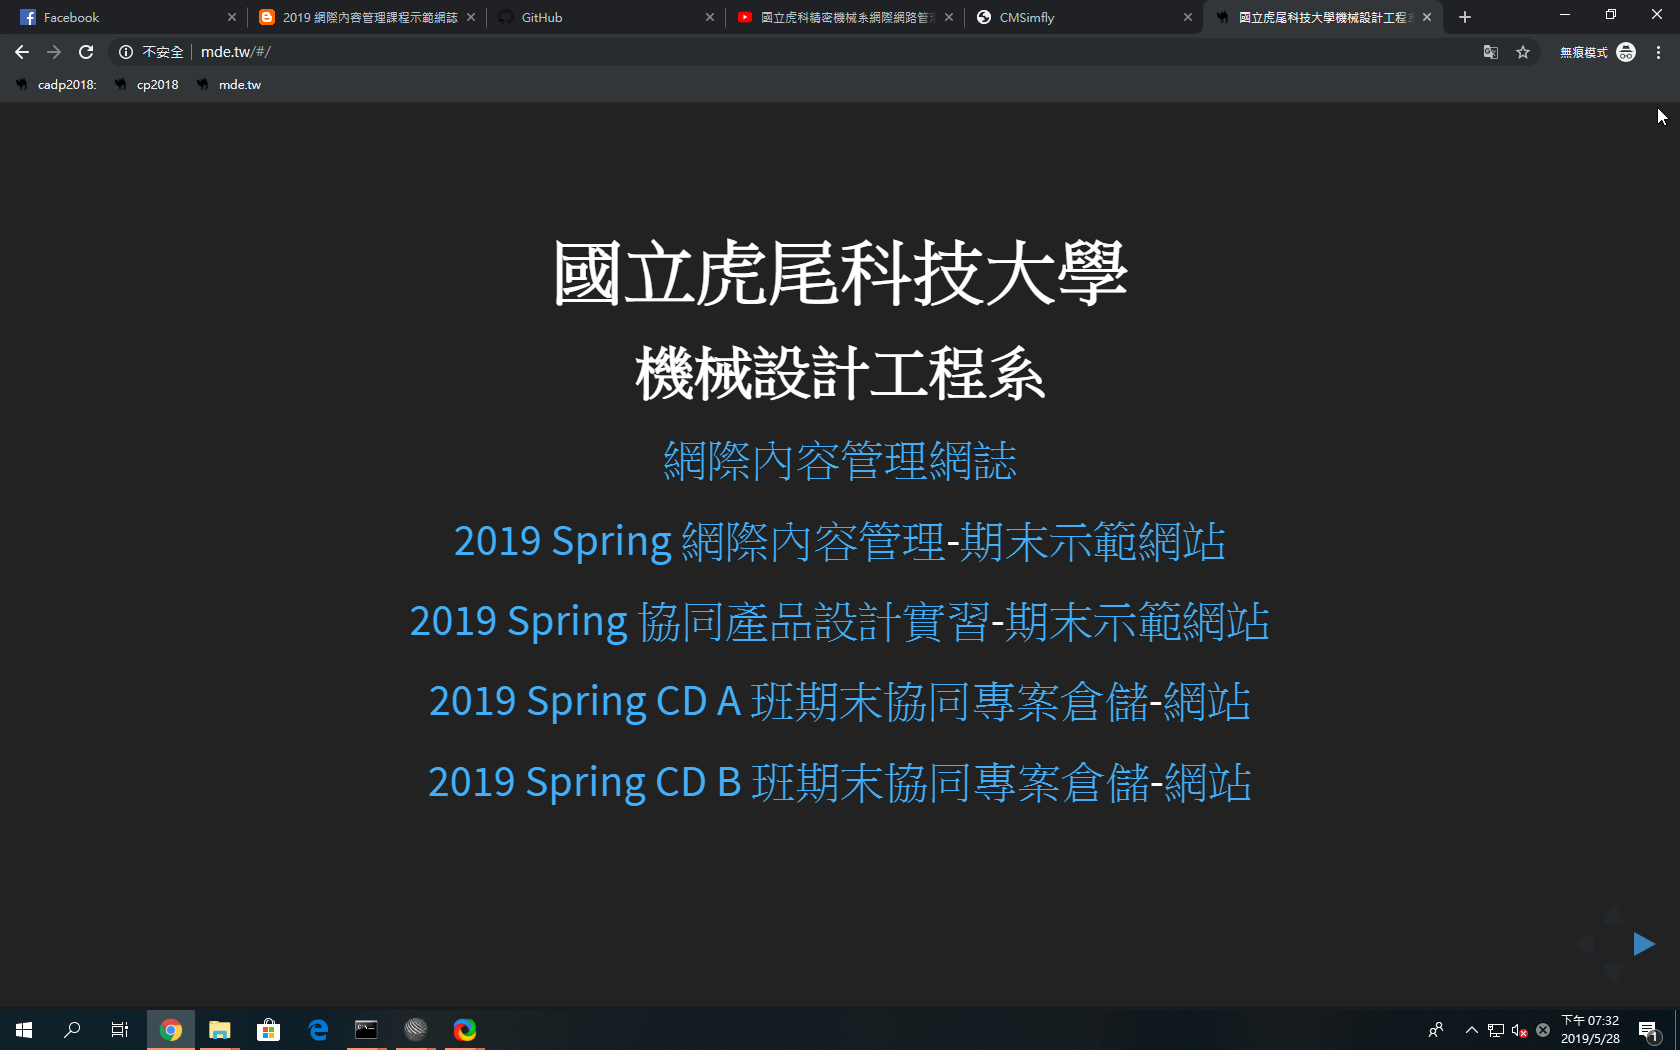 Facebook
2019 網際內容管理課程示範網誌
GitHub
國立虎科精密機械系網際網路管理
CMSimfly
國立虎尾科技大學機械設計工程系
不安全
mde.tw/#/
無痕模式
cadp2018:
cp2018
mde.tw
國立虎尾科技大學
機械設計工程系
網際內容管理網誌
2019 Spring 網際內容管理-期末示範網站
2019 Spring 協同產品設計實習-期末示範網站
2019 Spring CD A 班期末協同專案倉儲-網站
2019 Spring CD B 班期末協同專案倉儲-網站
下午 07:32
2019/5/28
1